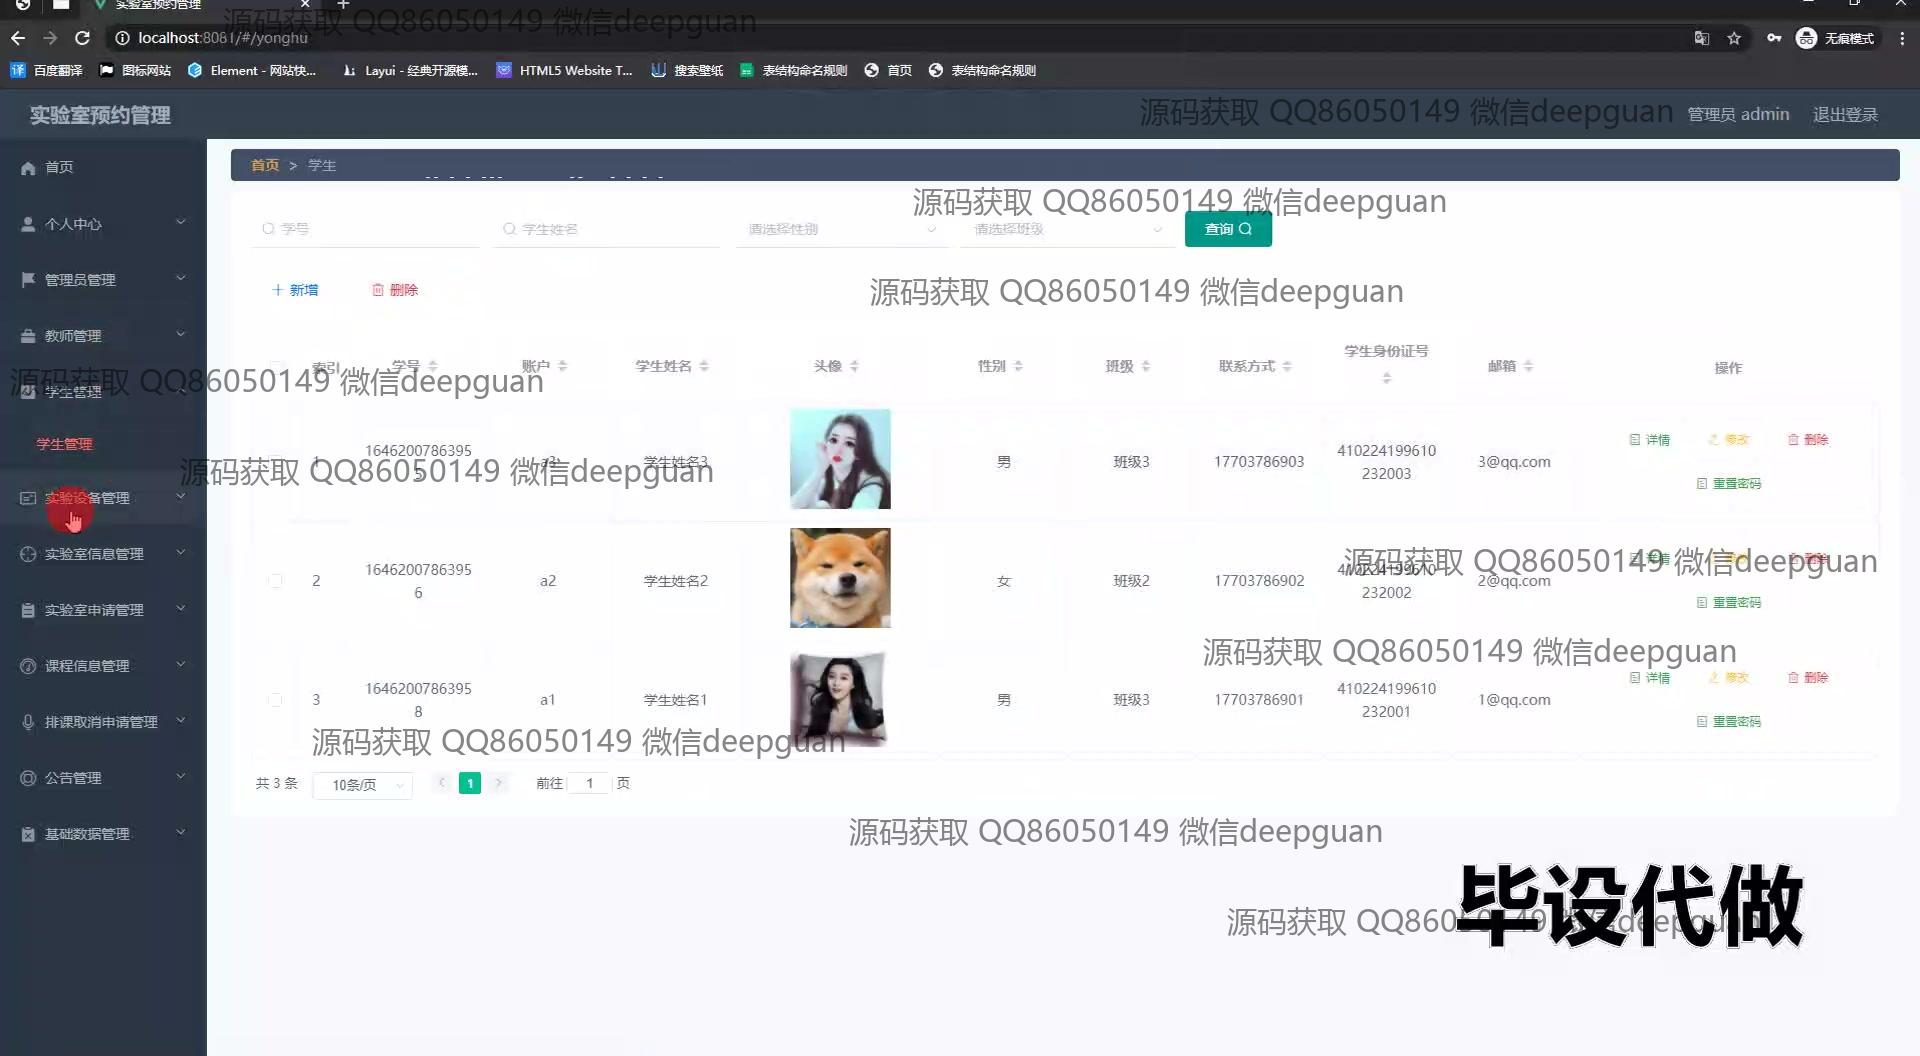 实验室预约管理
localhost:8081/#/yonghu
无痕模式
百度翻译 图标网站 Element - 网站快... Layui - 经典开源模... HTML5 Website T... 搜索壁纸 表结构命名规则 首页 表结构命名规则
源码获取 QQ86050149 微信deepguan
实验室预约管理
源码获取 QQ86050149 微信deepguan
管理员 admin 退出登录
首页
个人中心
管理员管理
教师管理
学生管理
学生管理
实验设备管理
实验室信息管理
实验室申请管理
课程信息管理
排课取消申请管理
公告管理
基础数据管理
首页 > 学生
源码获取 QQ86050149 微信deepguan
学号 学生姓名 请选择性别 请选择班级 查询
新增 删除
源码获取 QQ86050149 微信deepguan
索引 学号 账户 学生姓名 头像 性别 班级 联系方式 学生身份证号 邮箱 操作
源码获取 QQ86050149 微信deepguan
1 1646200786395 a3 学生姓名3 男 班级3 17703786903 410224199610232003 3@qq.com 详情 修改 删除
重置密码
源码获取 QQ86050149 微信deepguan
2 16462007863956 a2 学生姓名2 女 班级2 17703786902 410224199610232002 2@qq.com 详情 修改 删除
重置密码
源码获取 QQ86050149 微信deepguan
源码获取 QQ86050149 微信deepguan
3 16462007863958 a1 学生姓名1 男 班级3 17703786901 410224199610232001 1@qq.com 详情 修改 删除
重置密码
源码获取 QQ86050149 微信deepguan
共 3 条 10条/页 1 前往 1 页
源码获取 QQ86050149 微信deepguan
源码获取 QQ86050149 微信deepguan
毕设代做